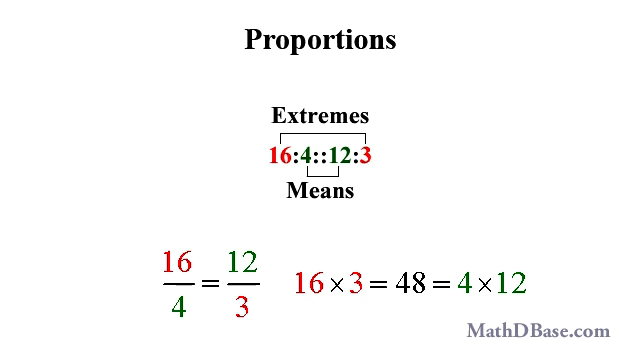 Proportions
Extremes
16:4::12:3
Means
16/4 = 12/3  16 × 3 = 48 = 4 × 12
MathDBase.com